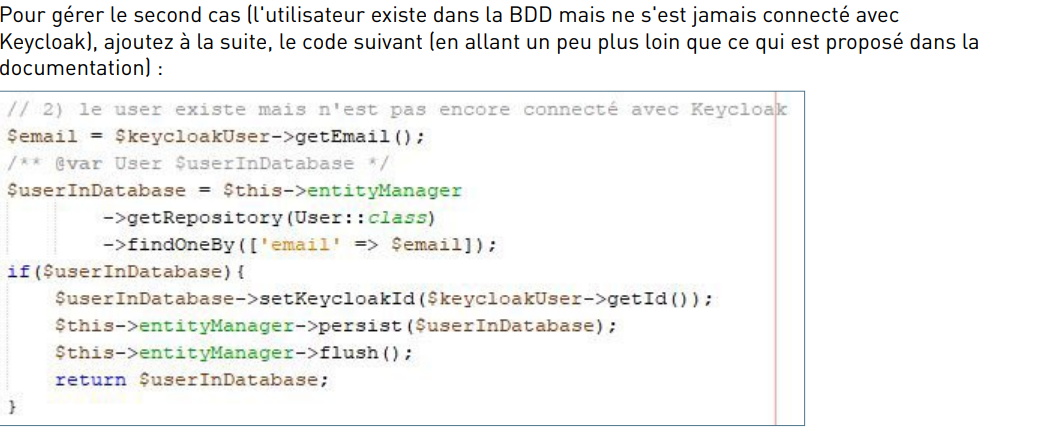 Pour gérer le second cas (l'utilisateur existe dans la BDD mais ne s'est jamais connecté avec
Keycloak), ajoutez à la suite, le code suivant (en allant un peu plus loin que ce qui est proposé dans la
documentation) :
// 2) le user existe mais n'est pas encore connecté avec Keycloak
$email = $keycloakUser->getEmail();
/** @var User $userInDatabase */
$userInDatabase = $this->entityManager
->getRepository(User::class)
->findOneBy(['email' => $email]);
if($userInDatabase){
$userInDatabase->setKeycloakId($keycloakUser->getId());
$this->entityManager->persist($userInDatabase);
$this->entityManager->flush();
return $userInDatabase;
}